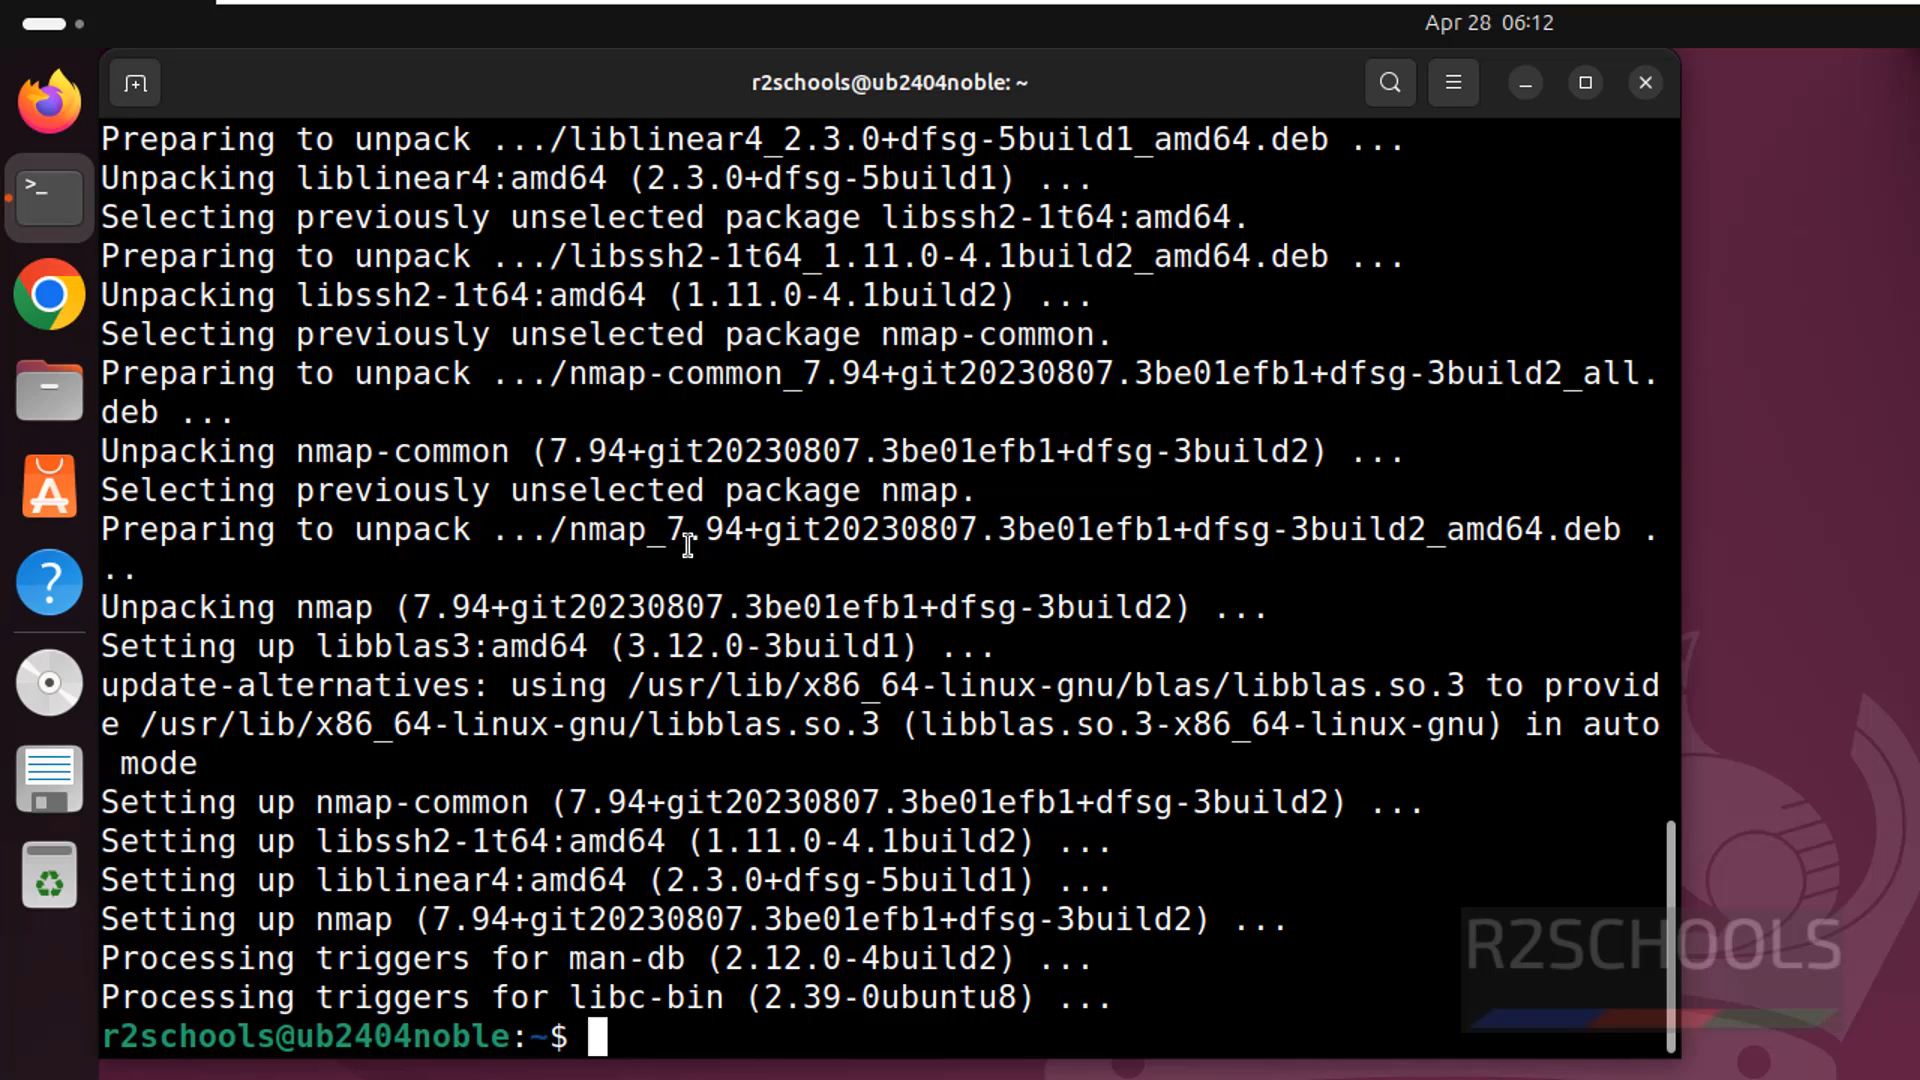 Apr 28 06:12
r2schools@ub2404noble: ~
Preparing to unpack .../liblinear4_2.3.0+dfsg-5build1_amd64.deb ...
Unpacking liblinear4:amd64 (2.3.0+dfsg-5build1) ...
Selecting previously unselected package libssh2-1t64:amd64.
Preparing to unpack .../libssh2-1t64_1.11.0-4.1build2_amd64.deb ...
Unpacking libssh2-1t64:amd64 (1.11.0-4.1build2) ...
Selecting previously unselected package nmap-common.
Preparing to unpack .../nmap-common_7.94+git20230807.3be01efb1+dfsg-3build2_all.
deb ...
Unpacking nmap-common (7.94+git20230807.3be01efb1+dfsg-3build2) ...
Selecting previously unselected package nmap.
Preparing to unpack .../nmap_7.94+git20230807.3be01efb1+dfsg-3build2_amd64.deb .
..
Unpacking nmap (7.94+git20230807.3be01efb1+dfsg-3build2) ...
Setting up libblas3:amd64 (3.12.0-3build1) ...
update-alternatives: using /usr/lib/x86_64-linux-gnu/blas/libblas.so.3 to provid
e /usr/lib/x86_64-linux-gnu/libblas.so.3 (libblas.so.3-x86_64-linux-gnu) in auto
 mode
Setting up nmap-common (7.94+git20230807.3be01efb1+dfsg-3build2) ...
Setting up libssh2-1t64:amd64 (1.11.0-4.1build2) ...
Setting up liblinear4:amd64 (2.3.0+dfsg-5build1) ...
Setting up nmap (7.94+git20230807.3be01efb1+dfsg-3build2) ...
Processing triggers for man-db (2.12.0-4build2) ...
Processing triggers for libc-bin (2.39-0ubuntu8) ...
r2schools@ub2404noble:~$
R2SCHOOLS